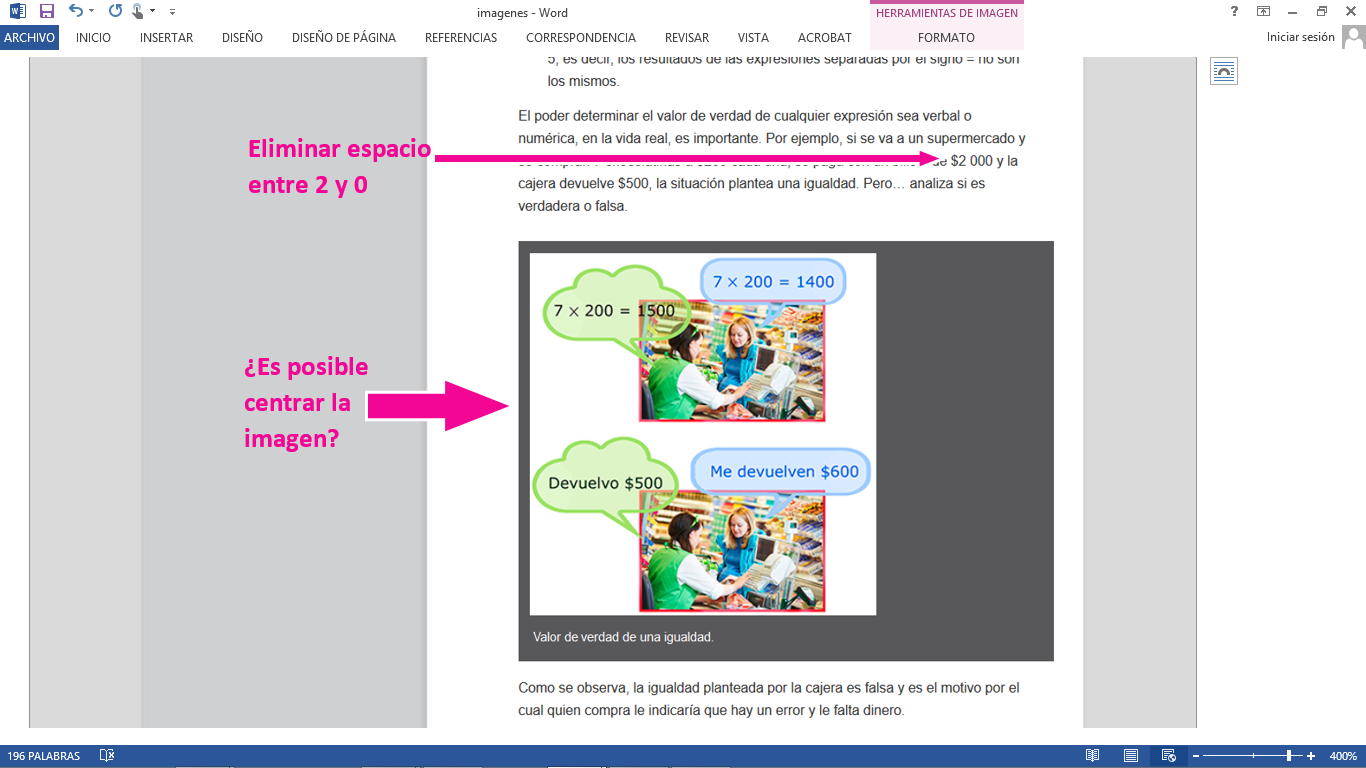 imagenes - Word
HERRAMIENTAS DE IMAGEN
?
ARCHIVO INICIO INSERTAR DISEÑO DISEÑO DE PÁGINA REFERENCIAS CORRESPONDENCIA REVISAR VISTA ACROBAT FORMATO Iniciar sesión
5, es decir, los resultados de las expresiones separadas por el signo = no son
los mismos.
El poder determinar el valor de verdad de cualquier expresión sea verbal o
numérica, en la vida real, es importante. Por ejemplo, si se va a un supermercado y
de $2 000 y la
cajera devuelve $500, la situación plantea una igualdad. Pero… analiza si es
verdadera o falsa.
Eliminar espacio
entre 2 y 0
7 × 200 = 1400
7 × 200 = 1500
¿Es posible
centrar la
imagen?
Me devuelven $600
Devuelvo $500
Valor de verdad de una igualdad.
Como se observa, la igualdad planteada por la cajera es falsa y es el motivo por el
cual quien compra le indicaría que hay un error y le falta dinero.
196 PALABRAS 400%